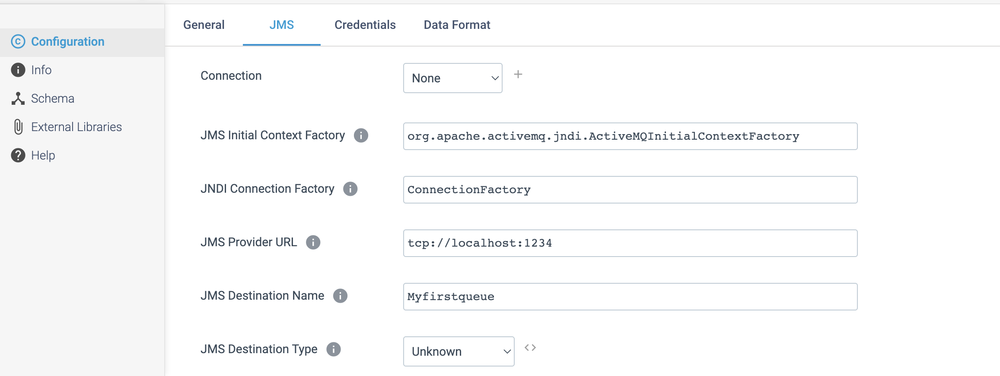 General JMS Credentials Data Format
Configuration
Info
Schema
External Libraries
Help
Connection None
JMS Initial Context Factory org.apache.activemq.jndi.ActiveMQInitialContextFactory
JNDI Connection Factory ConnectionFactory
JMS Provider URL tcp://localhost:1234
JMS Destination Name Myfirstqueue
JMS Destination Type Unknown